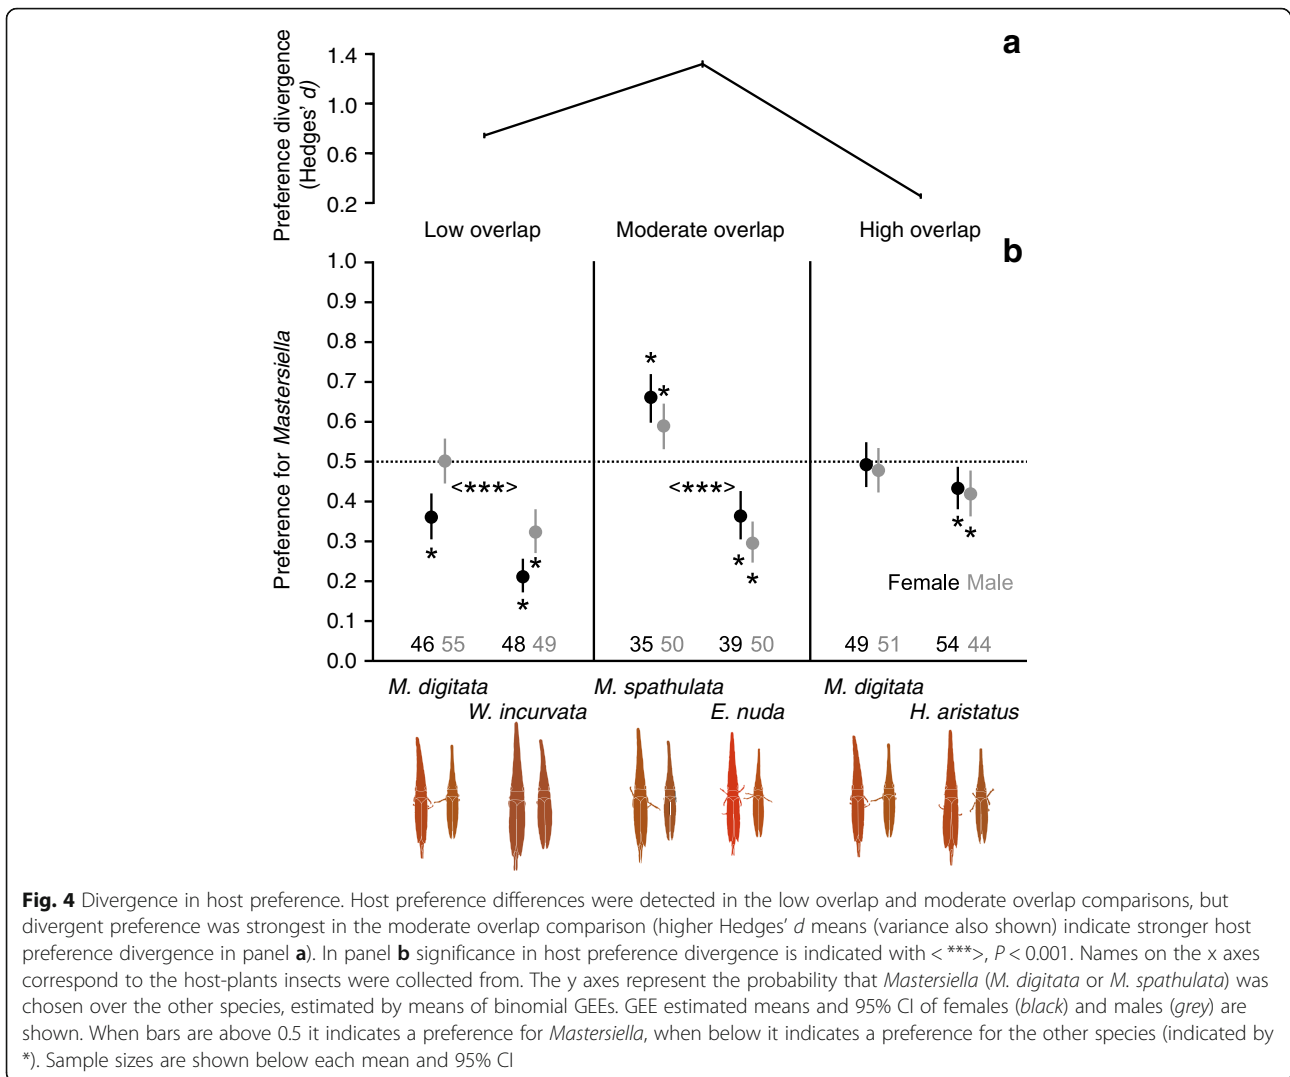 a
Preference divergence
(Hedges' d)
1.4
1.0
0.6
0.2
Low overlap Moderate overlap High overlap
b
Preference for Mastersiella
1.0
0.9
0.8
0.7
0.6
0.5
0.4
0.3
0.2
0.1
0.0
* *
<***> <***>
* * * * * * * *
Female Male
46 55 48 49 35 50 39 50 49 51 54 44
M. digitata M. spathulata M. digitata
W. incurvata E. nuda H. aristatus
Fig. 4 Divergence in host preference. Host preference differences were detected in the low overlap and moderate overlap comparisons, but
divergent preference was strongest in the moderate overlap comparison (higher Hedges' d means (variance also shown) indicate stronger host
preference divergence in panel a). In panel b significance in host preference divergence is indicated with < ***>, P < 0.001. Names on the x axes
correspond to the host-plants insects were collected from. The y axes represent the probability that Mastersiella (M. digitata or M. spathulata) was
chosen over the other species, estimated by means of binomial GEEs. GEE estimated means and 95% CI of females (black) and males (grey) are
shown. When bars are above 0.5 it indicates a preference for Mastersiella, when below it indicates a preference for the other species (indicated by
*). Sample sizes are shown below each mean and 95% CI